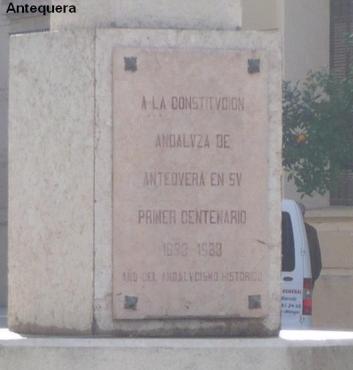 Antequera
A LA CONSTITVCION
ANDALVZA DE
ANTEQVERA EN SV
PRIMER CENTENARIO
1883-1983
AÑO DEL ANDALVCISMO HISTORICO